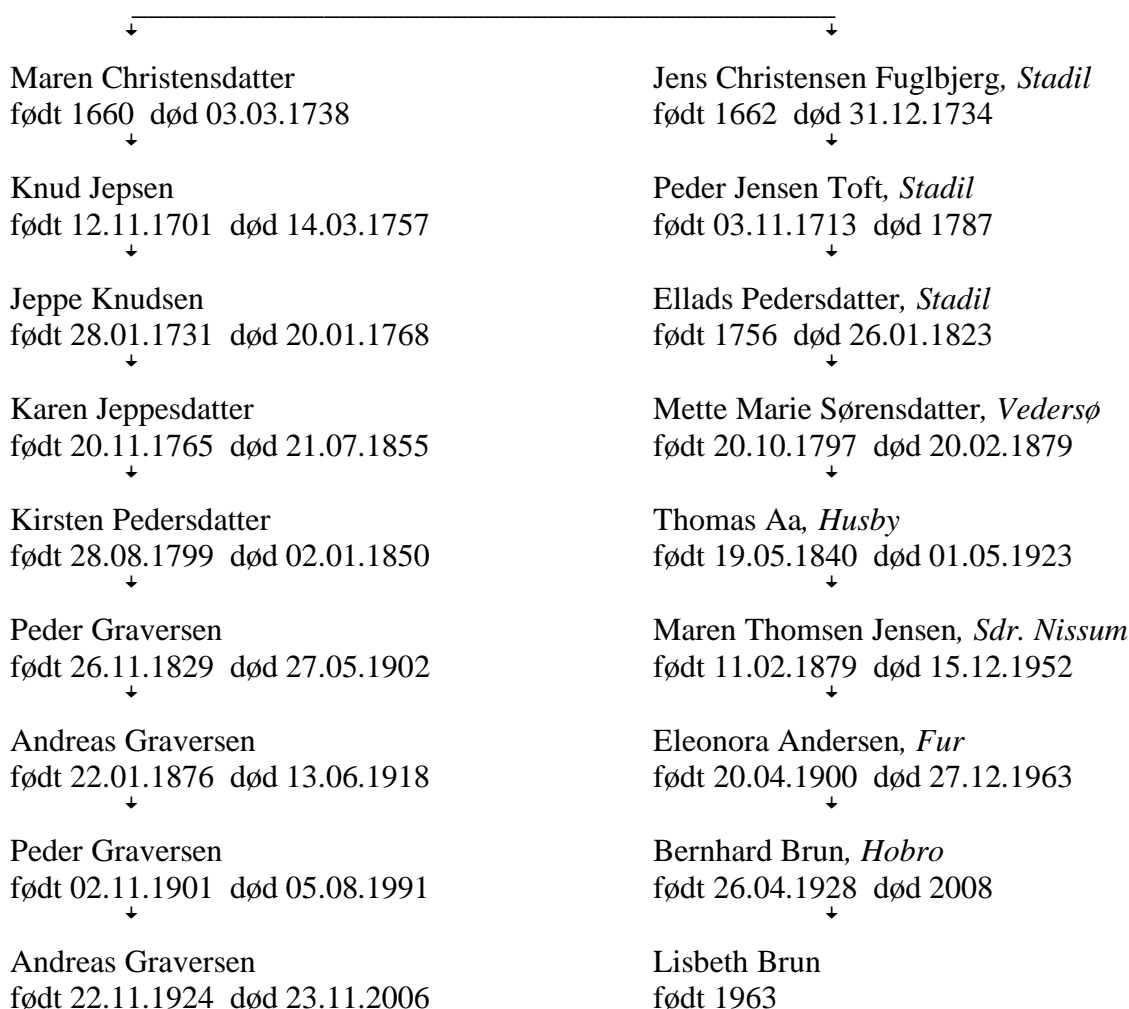 Maren Christensdatter
født 1660 død 03.03.1738
Jens Christensen Fuglbjerg, Stadil
født 1662 død 31.12.1734
Knud Jepsen
født 12.11.1701 død 14.03.1757
Peder Jensen Toft, Stadil
født 03.11.1713 død 1787
Jeppe Knudsen
født 28.01.1731 død 20.01.1768
Ellads Pedersdatter, Stadil
født 1756 død 26.01.1823
Karen Jeppesdatter
født 20.11.1765 død 21.07.1855
Mette Marie Sørensdatter, Vedersø
født 20.10.1797 død 20.02.1879
Kirsten Pedersdatter
født 28.08.1799 død 02.01.1850
Thomas Aa, Husby
født 19.05.1840 død 01.05.1923
Peder Graversen
født 26.11.1829 død 27.05.1902
Maren Thomsen Jensen, Sdr. Nissum
født 11.02.1879 død 15.12.1952
Andreas Graversen
født 22.01.1876 død 13.06.1918
Eleonora Andersen, Fur
født 20.04.1900 død 27.12.1963
Peder Graversen
født 02.11.1901 død 05.08.1991
Bernhard Brun, Hobro
født 26.04.1928 død 2008
Andreas Graversen
født 22.11.1924 død 23.11.2006
Lisbeth Brun
født 1963